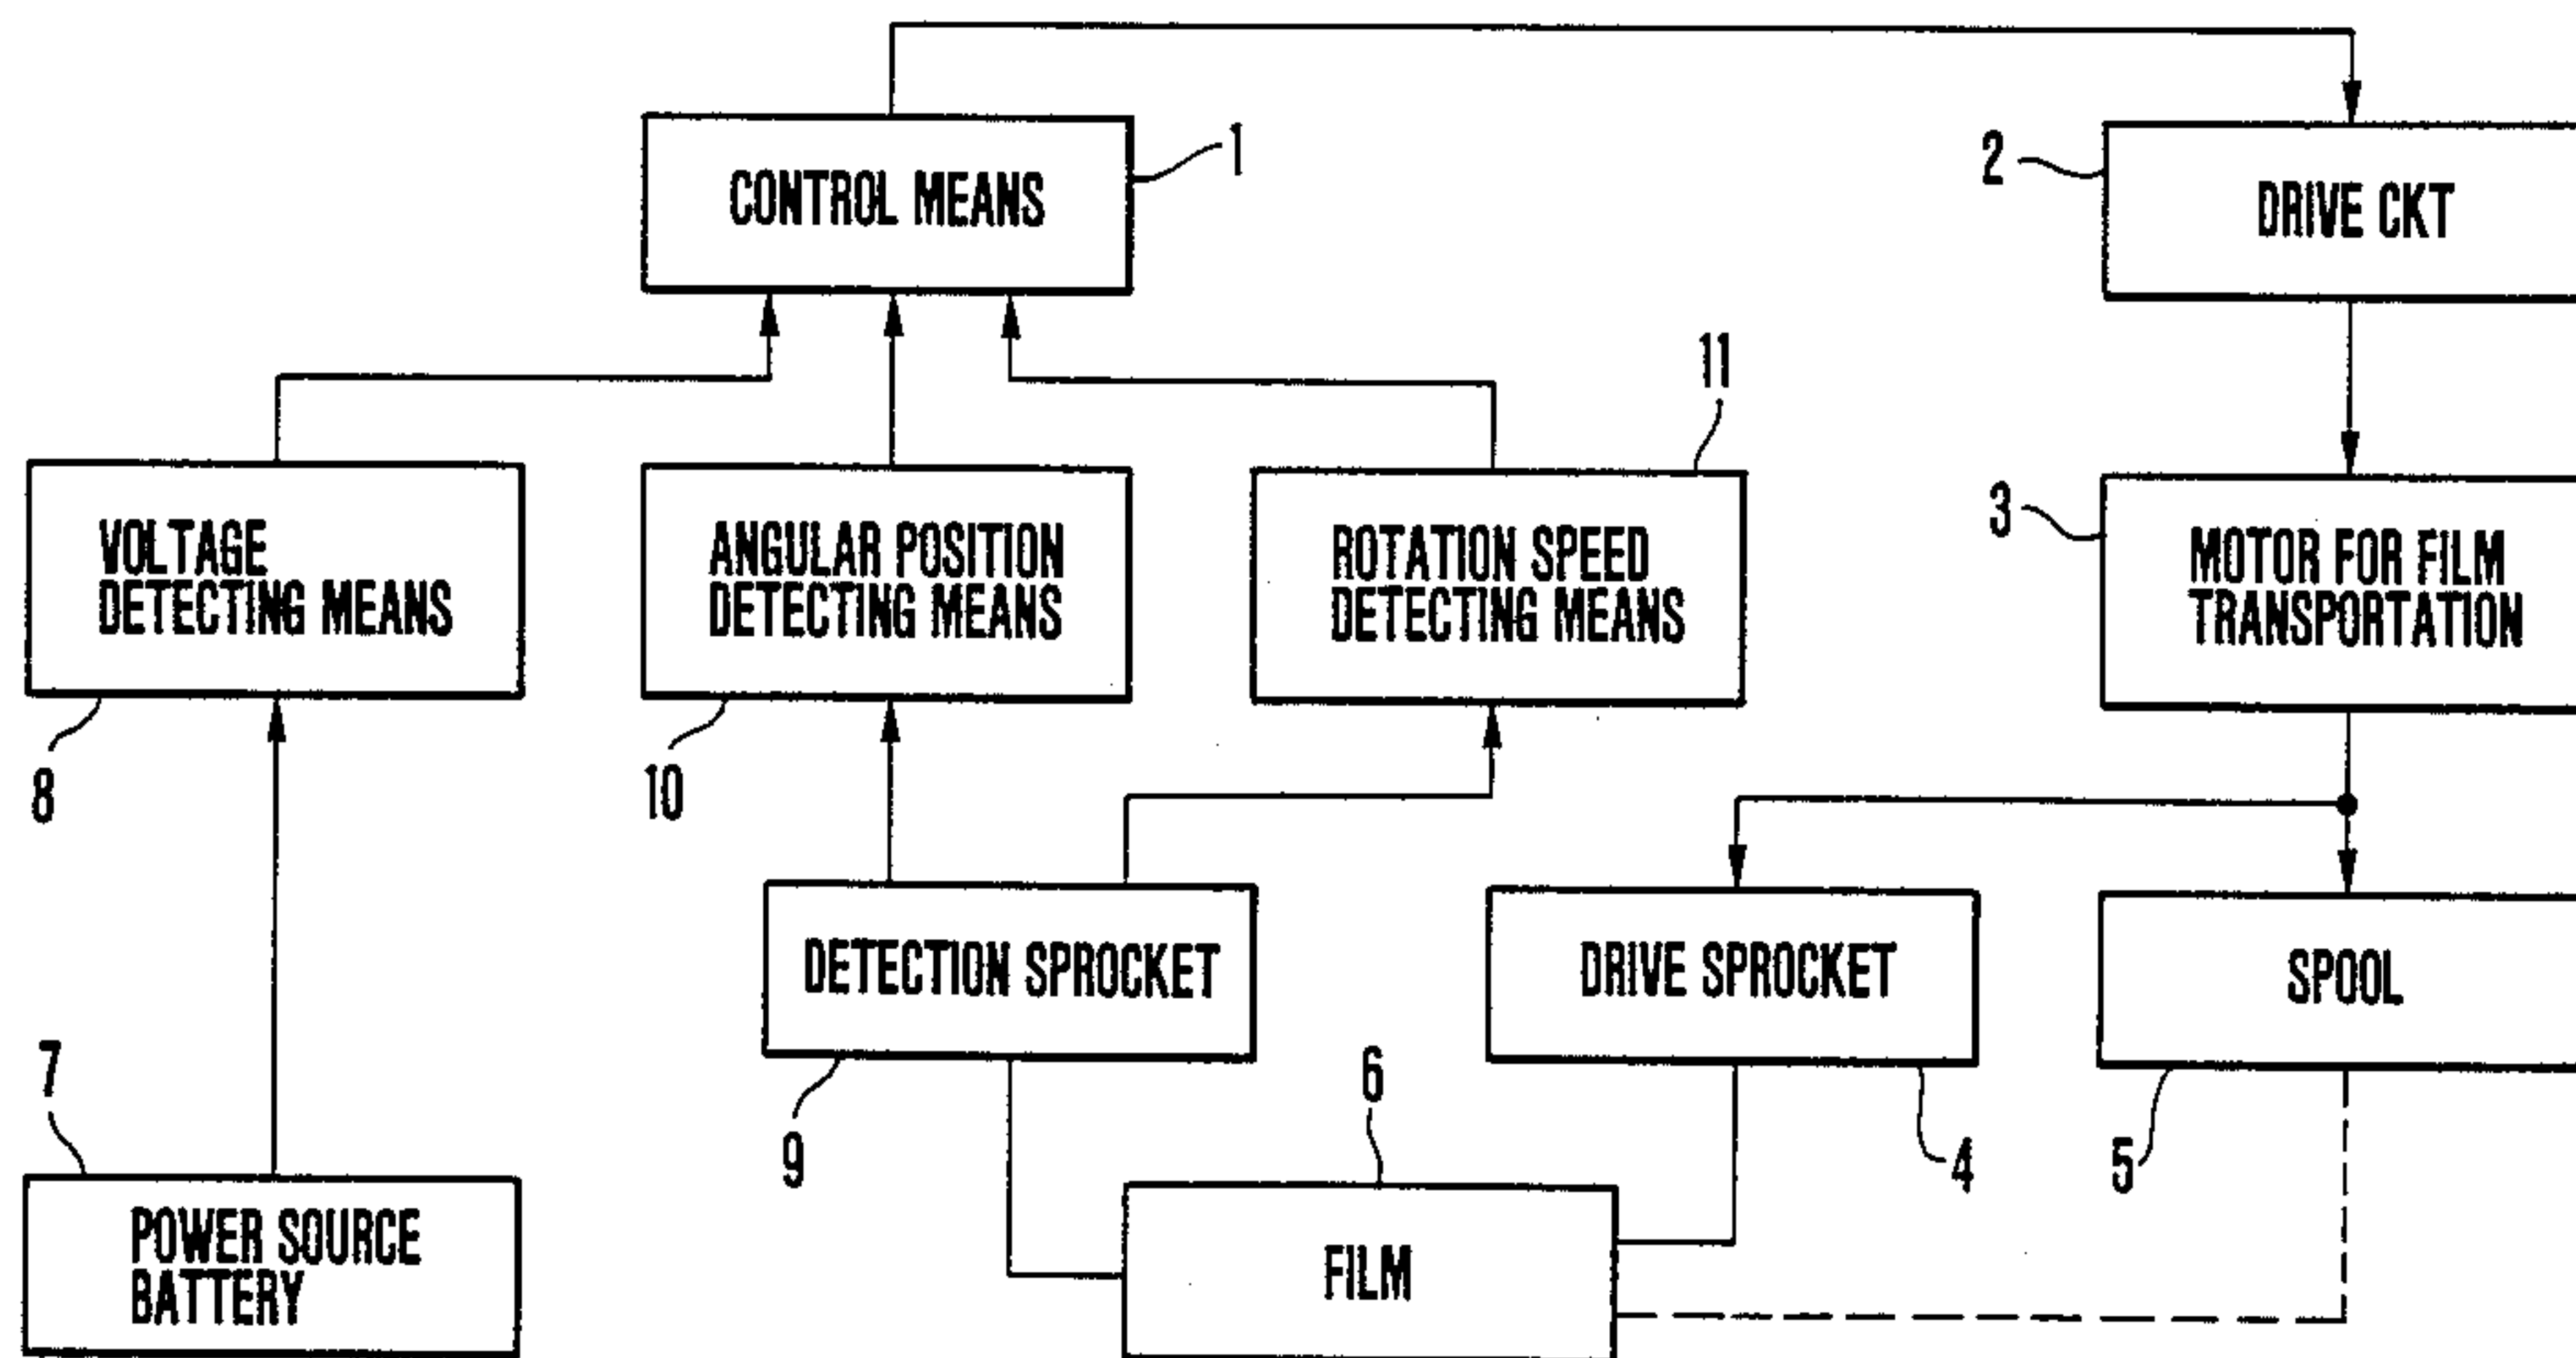 CONTROL MEANS
1
2
DRIVE CKT
11
VOLTAGE
DETECTING MEANS
8
ANGULAR POSITION
DETECTING MEANS
10
ROTATION SPEED
DETECTING MEANS
3
MOTOR FOR FILM
TRANSPORTATION
DETECTION SPROCKET
9
DRIVE SPROCKET
4
SPOOL
5
7
POWER SOURCE
BATTERY
6
FILM